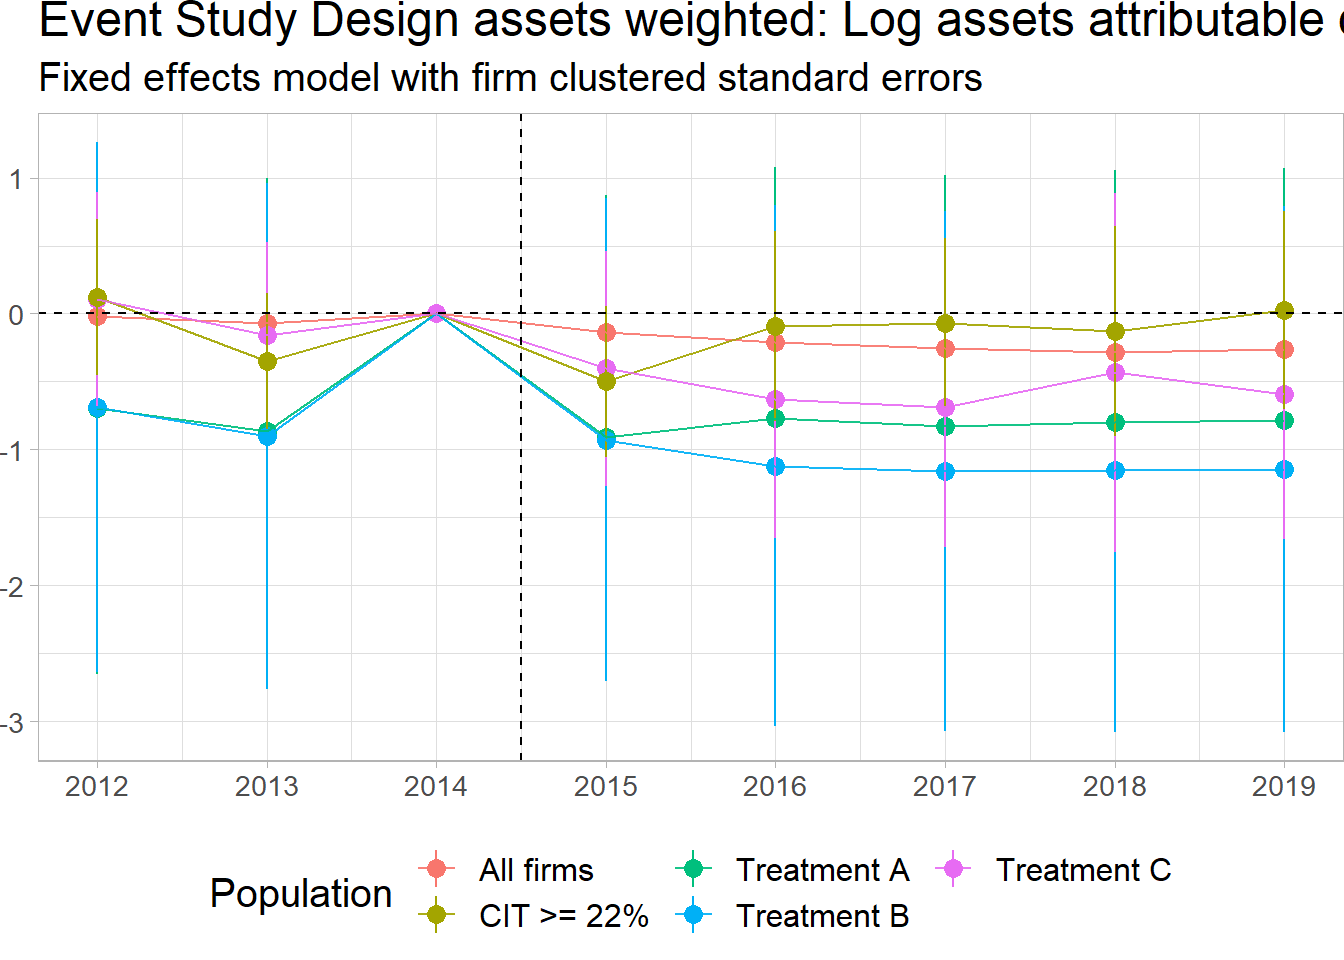 Event Study Design assets weighted: Log assets attributable
Fixed effects model with firm clustered standard errors
1
0
-1
-2
-3
2012 2013 2014 2015 2016 2017 2018 2019
Population
All firms Treatment A Treatment C
CIT >= 22% Treatment B